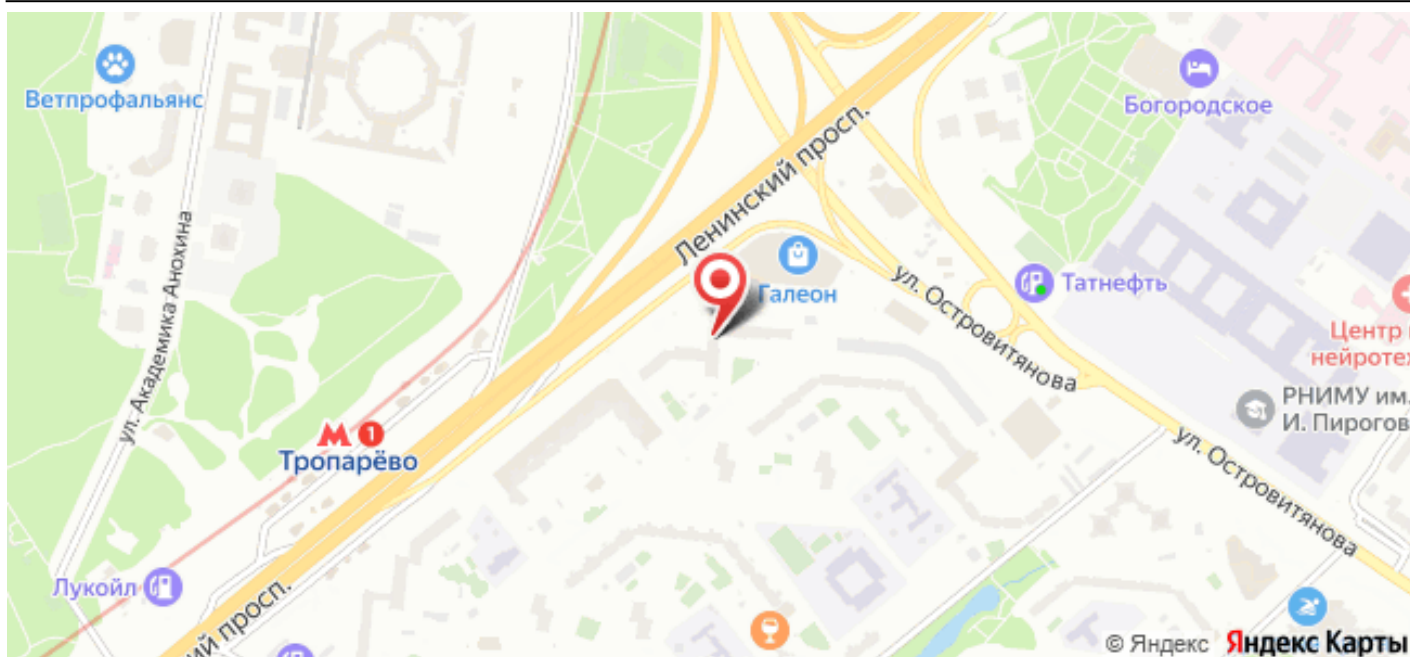 Ветпрофальянс
Богородское
Ленинский просп.
ул. Академика Анохина
Галеон
Татнефть
ул. Островитянова
Центр
нейротех
РНИМУ им.
И. Пирогов
М 1
Тропарёво
ул. Островитянова
Лукойл
ий просп.
© Яндекс Яндекс Карты